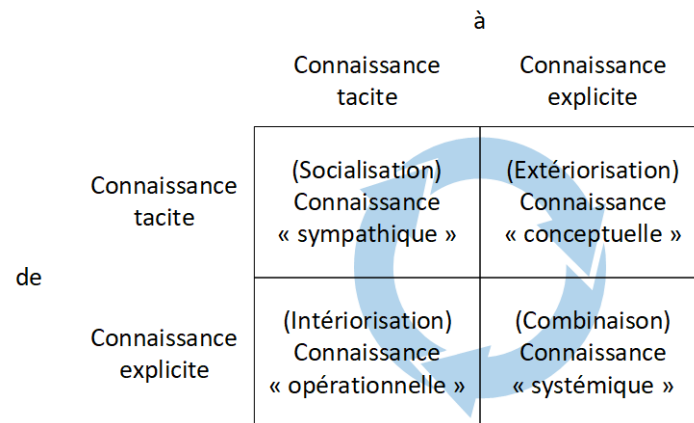 à
Connaissance
tacite
Connaissance
explicite
Connaissance
tacite
(Socialisation)
Connaissance
« sympathique »
(Extériorisation)
Connaissance
« conceptuelle »
de
Connaissance
explicite
(Intériorisation)
Connaissance
« opérationnelle »
(Combinaison)
Connaissance
« systémique »